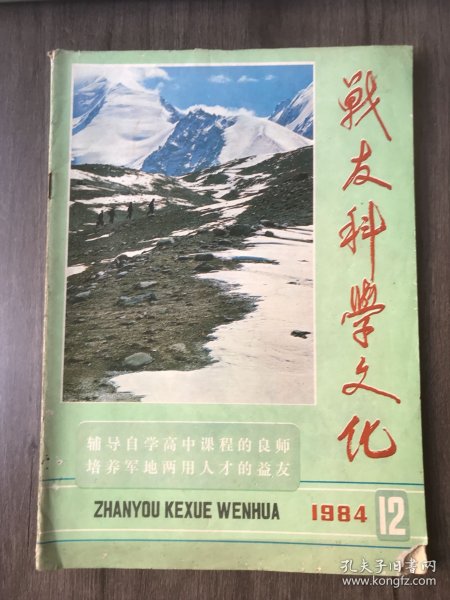 戰友科學文化
辅导自学高中课程的良师
培养军地两用人才的益友
ZHANYOU KEXUE WENHUA
1984 12
孔夫子旧书网
www.kongfz.com